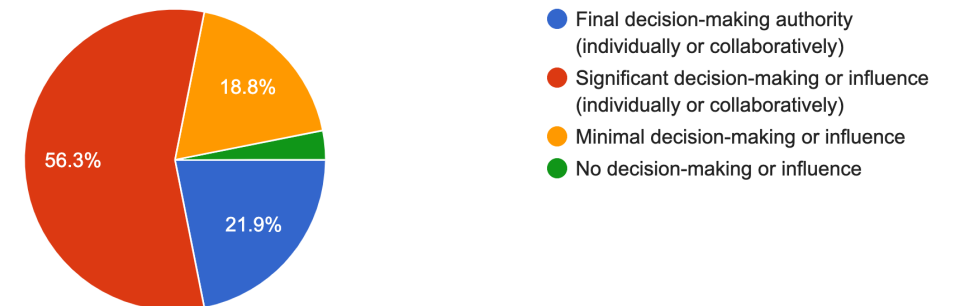 18.8%
56.3%
21.9%
Final decision-making authority
(individually or collaboratively)
Significant decision-making or influence
(individually or collaboratively)
Minimal decision-making or influence
No decision-making or influence